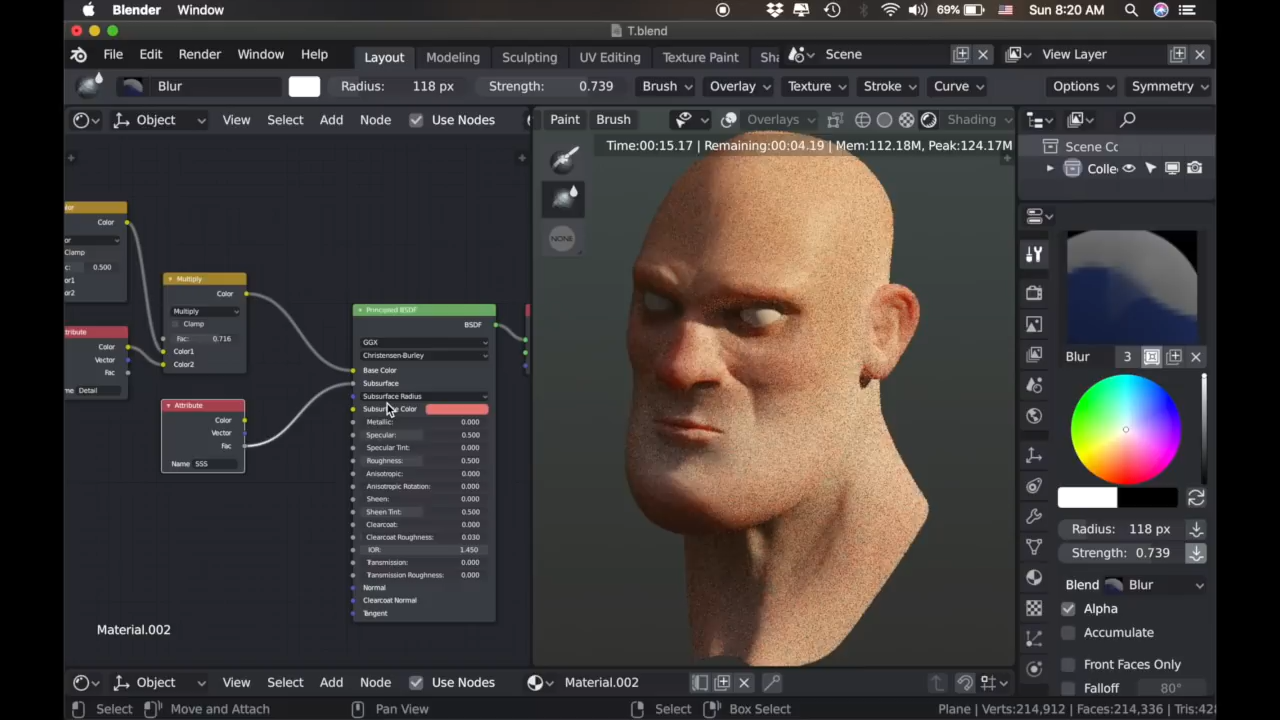 Blender Window 69% Sun 8:20 AM
T.blend
File Edit Render Window Help Layout Modeling Sculpting UV Editing Texture Paint Sha Scene View Layer
Blur Radius: 118 px Strength: 0.739 Brush Overlay Texture Stroke Curve Options Symmetry
Object View Select Add Node Use Nodes Paint Brush Overlays Shading
Time:00:15.17 | Remaining:00:04.19 | Mem:112.18M, Peak:124.17M
Scene Cc
Colle
Color
Clamp
0.500
Multiply
Color
Multiply
Clamp
Fac: 0.716
Color1
Color2
Color
Vector
Fac
Detail
Attribute
Color
Vector
Fac
Name SSS
Principled BSDF
BSDF
GGX
Christensen-Burley
Base Color
Subsurface
Subsurface Radius
Color
Metallic: 0.000
Specular: 0.500
Specular Tint: 0.000
Roughness: 0.500
Anisotropic: 0.000
Anisotropic Rotation: 0.000
Sheen: 0.000
Sheen Tint: 0.500
Clearcoat: 0.000
Clearcoat Roughness: 0.030
IOR: 1.450
Transmission: 0.000
Transmission Roughness: 0.000
Normal
Clearcoat Normal
Tangent
Material.002
NONE
Blur 3
Radius: 118 px
Strength: 0.739
Blend Blur
Alpha
Accumulate
Front Faces Only
Falloff 80°
Object View Select Add Node Use Nodes Material.002
Select Move and Attach Pan View Select Box Select Plane | Verts:214,912 | Faces:214,336 | Tris:428